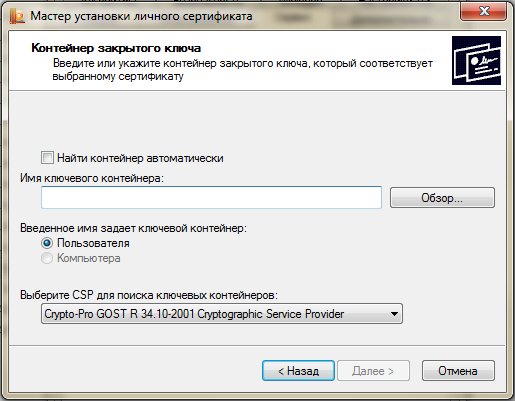 Мастер установки личного сертификата
Контейнер закрытого ключа
Введите или укажите контейнер закрытого ключа, который соответствует
выбранному сертификату
Найти контейнер автоматически
Имя ключевого контейнера:
Обзор...
Введенное имя задает ключевой контейнер:
Пользователя
Компьютера
Выберите CSP для поиска ключевых контейнеров:
Crypto-Pro GOST R 34.10-2001 Cryptographic Service Provider
< Назад
Далее >
Отмена